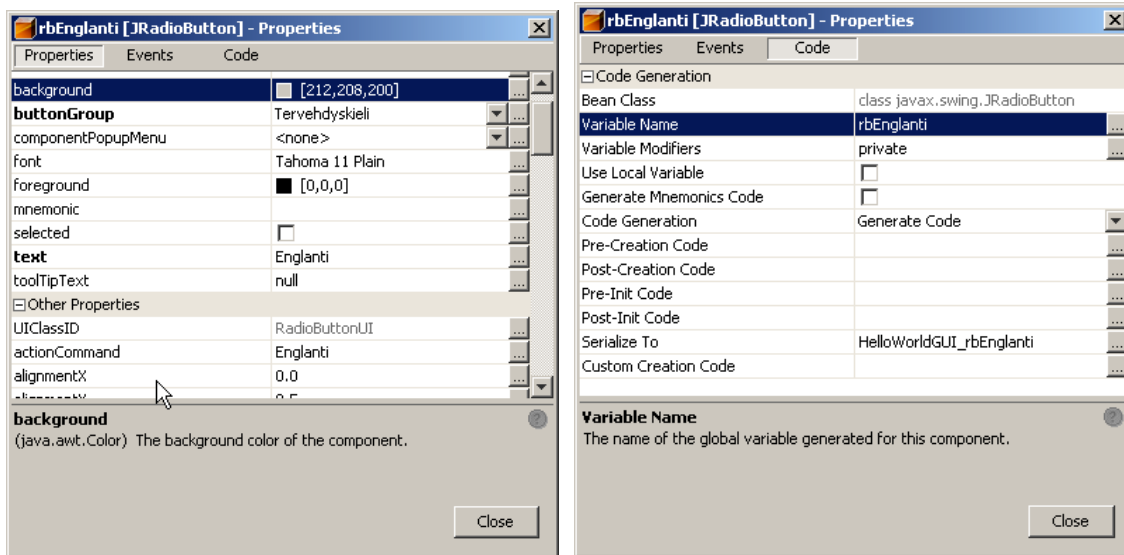 rbEnglanti [JRadioButton] - Properties
Properties Events Code
background [212,208,200] ...
buttonGroup Tervehdyskieli ...
componentPopupMenu <none> ...
font Tahoma 11 Plain ...
foreground [0,0,0] ...
mnemonic ...
selected ...
text Englanti ...
toolTipText null ...
Other Properties
UIClassID RadioButtonUI ...
actionCommand Englanti ...
alignmentX 0.0 ...
background
(java.awt.Color) The background color of the component.
Close
rbEnglanti [JRadioButton] - Properties
Properties Events Code
Code Generation
Bean Class class javax.swing.JRadioButton
Variable Name rbEnglanti ...
Variable Modifiers private ...
Use Local Variable
Generate Mnemonics Code
Code Generation Generate Code
Pre-Creation Code ...
Post-Creation Code ...
Pre-Init Code ...
Post-Init Code ...
Serialize To HelloWorldGUI_rbEnglanti ...
Custom Creation Code ...
Variable Name
The name of the global variable generated for this component.
Close